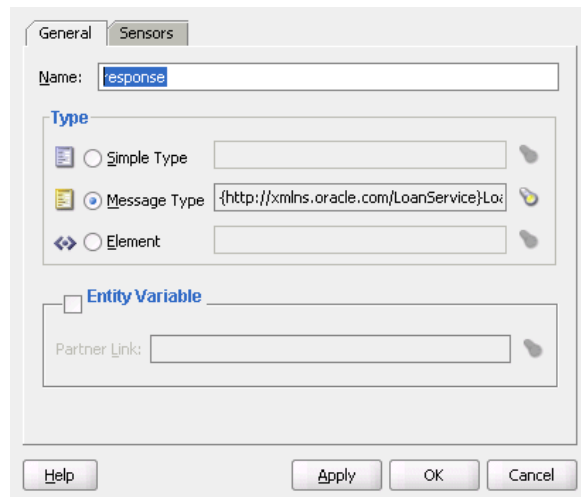 General Sensors
Name: response
Type
Simple Type
Message Type {http://xmlns.oracle.com/LoanService}Loa
Element
Entity Variable
Partner Link:
Help Apply OK Cancel